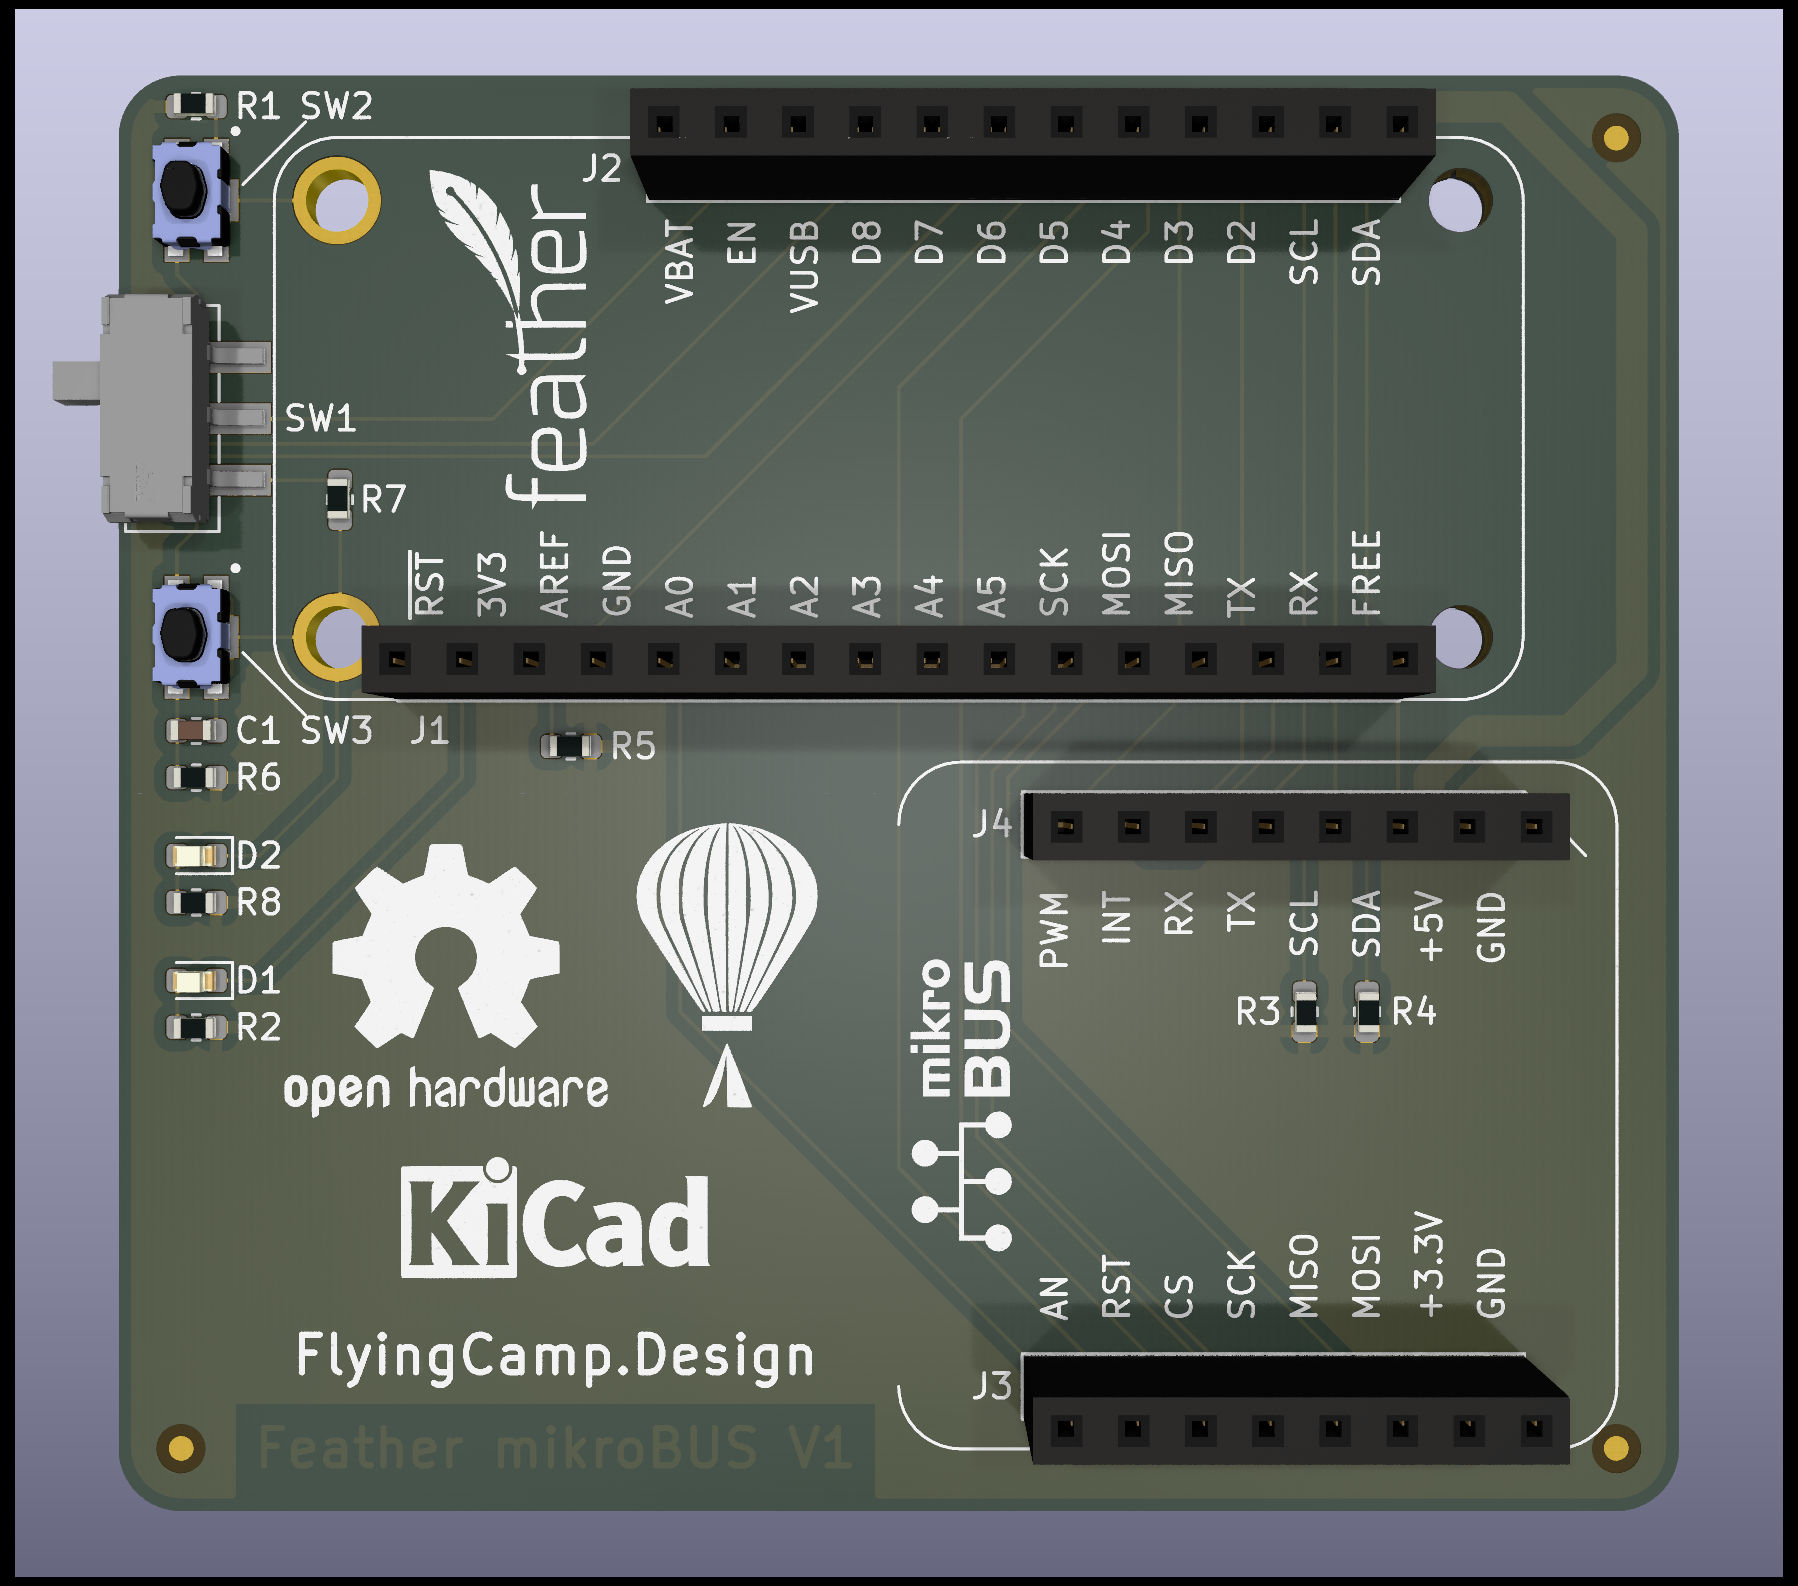 R1 SW2
J2
feather
VBAT EN VUSB D8 D7 D6 D5 D4 D3 D2 SCL SDA
SW1
R7
RST 3V3 AREF GND A0 A1 A2 A3 A4 A5 SCK MOSI MISO TX RX FREE
C1 SW3 J1
R5
R6
J4
D2
R8
PWM INT RX TX SCL SDA +5V GND
D1
R2
R3 R4
mikro
BUS
open hardware
KiCad
AN RST CS SCK MISO MOSI +3.3V GND
FlyingCamp.Design
J3
Feather mikroBUS V1